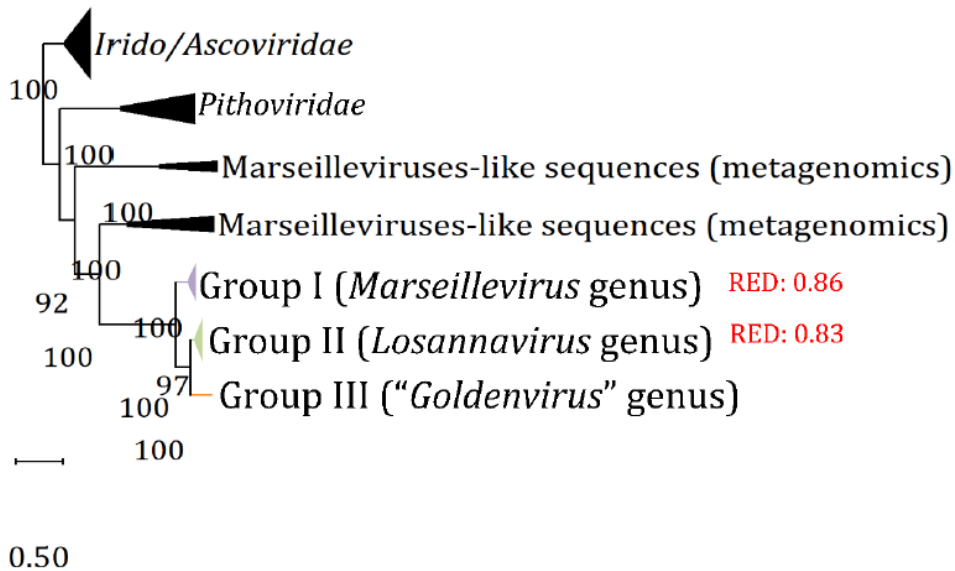 Irido/Ascoviridae
100
Pithoviridae
100
Marseilleviruses-like sequences (metagenomics)
100
Marseilleviruses-like sequences (metagenomics)
100
Group I (Marseillevirus genus) RED: 0.86
92
100
Group II (Losannavirus genus) RED: 0.83
100
97
Group III (“Goldenvirus” genus)
100
100
0.50